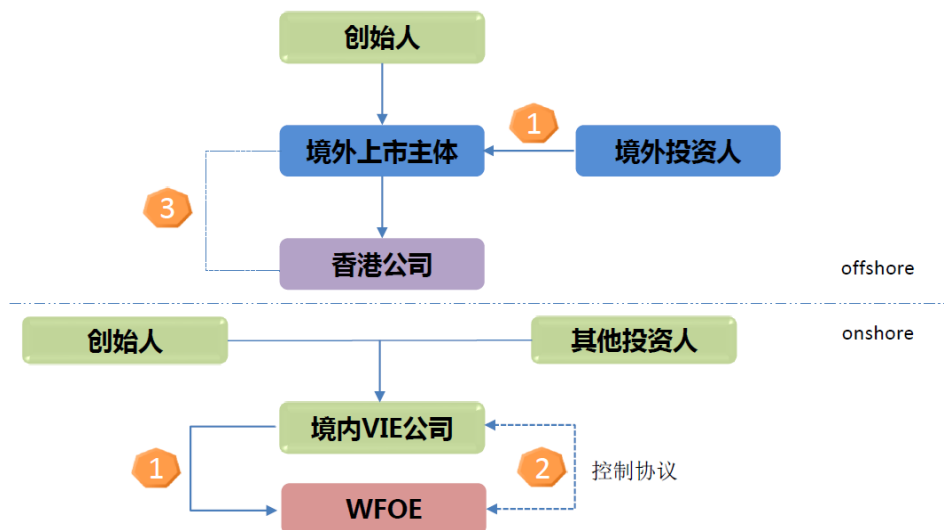 创始人
1
境外上市主体
境外投资人
3
香港公司
offshore
创始人
其他投资人
onshore
境内VIE公司
1
2
控制协议
WFOE